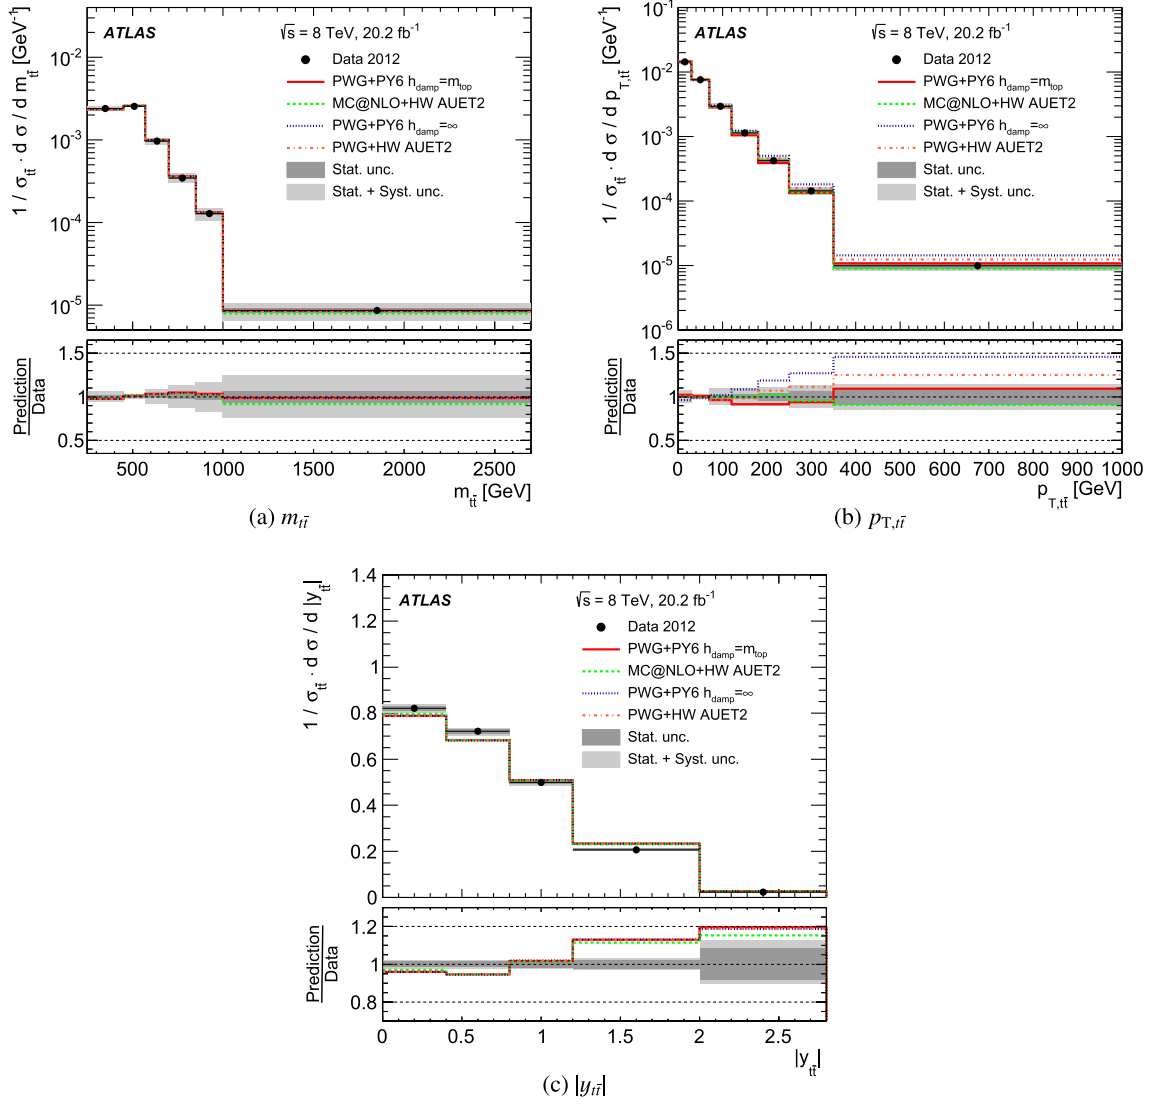 1 / σ_tt̄ · d σ / d m_tt̄ [GeV⁻¹]
ATLAS
√s = 8 TeV, 20.2 fb⁻¹
Data 2012
PWG+PY6 h_damp=m_top
MC@NLO+HW AUET2
PWG+PY6 h_damp=∞
PWG+HW AUET2
Stat. unc.
Stat. + Syst. unc.
10⁻²
10⁻³
10⁻⁴
10⁻⁵
Prediction
Data
1.5
1
0.5
500 1000 1500 2000 2500
m_tt̄ [GeV]
(a) m_tt̄
1 / σ_tt̄ · d σ / d p_T,tt̄ [GeV⁻¹]
ATLAS
√s = 8 TeV, 20.2 fb⁻¹
Data 2012
PWG+PY6 h_damp=m_top
MC@NLO+HW AUET2
PWG+PY6 h_damp=∞
PWG+HW AUET2
Stat. unc.
Stat. + Syst. unc.
10⁻¹
10⁻²
10⁻³
10⁻⁴
10⁻⁵
10⁻⁶
Prediction
Data
1.5
1
0.5
0 100 200 300 400 500 600 700 800 900 1000
p_T,tt̄ [GeV]
(b) p_T,tt̄
1 / σ_tt̄ · d σ / d |y_tt̄|
ATLAS
√s = 8 TeV, 20.2 fb⁻¹
Data 2012
PWG+PY6 h_damp=m_top
MC@NLO+HW AUET2
PWG+PY6 h_damp=∞
PWG+HW AUET2
Stat. unc.
Stat. + Syst. unc.
1.4
1.2
1
0.8
0.6
0.4
0.2
0
Prediction
Data
1.2
1
0.8
0 0.5 1 1.5 2 2.5
|y_tt̄|
(c) |y_tt̄|